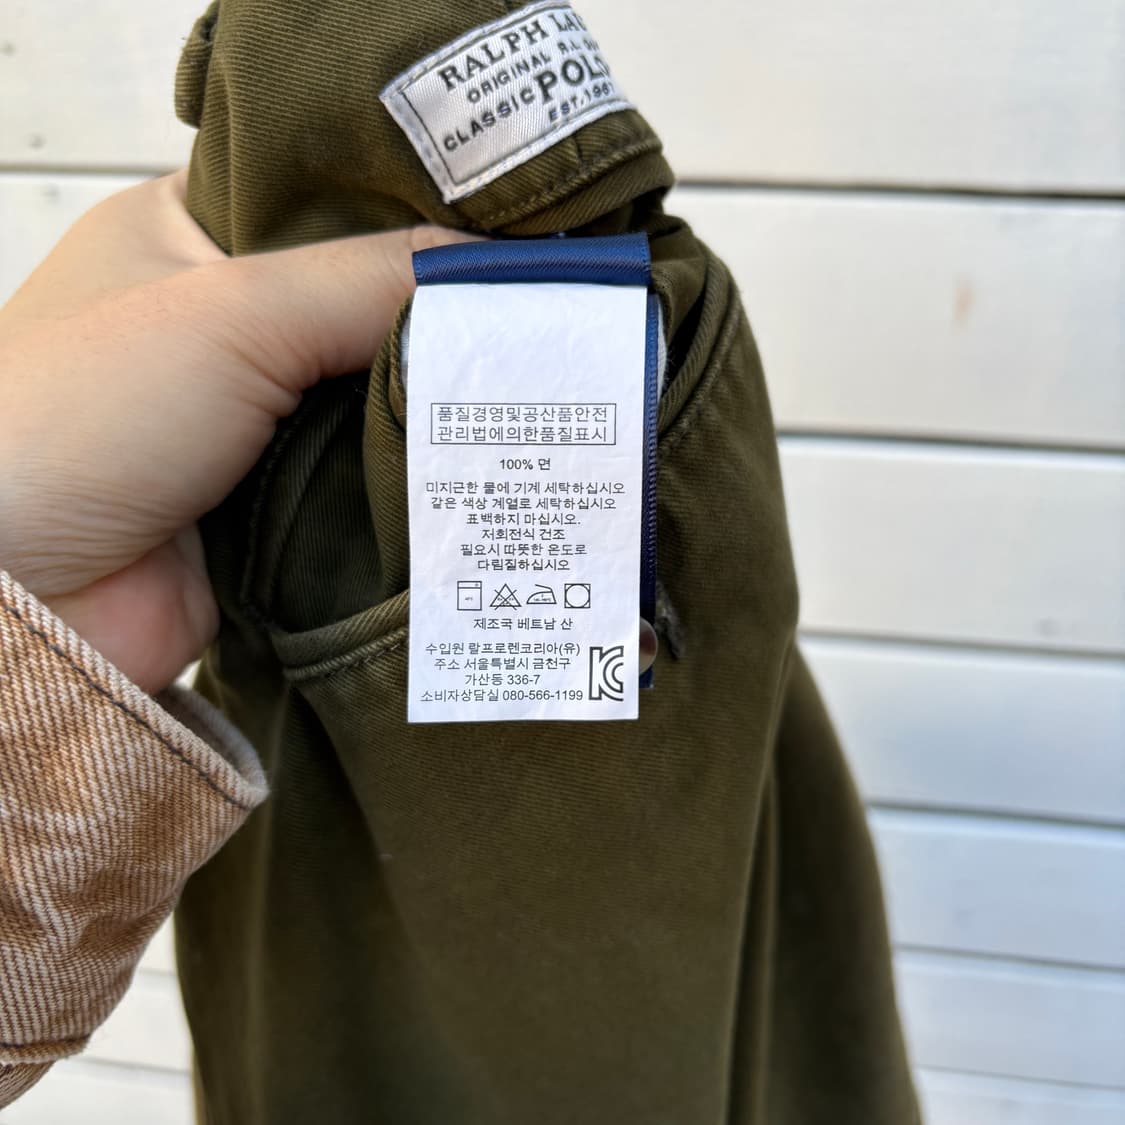 RALPH
ORIGINAL R.L.
CLASSIC POLO
EST. 1967
품질경영및공산품안전
관리법에의한품질표시
100% 면
미지근한 물에 기계 세탁하십시오
같은 색상 계열로 세탁하십시오
표백하지 마십시오.
저회전식 건조
필요시 따뜻한 온도로
다림질하십시오
제조국 베트남 산
수입원 랄프로렌코리아(유)
주소 서울특별시 금천구
가산동 336-7
소비자상담실 080-566-1199